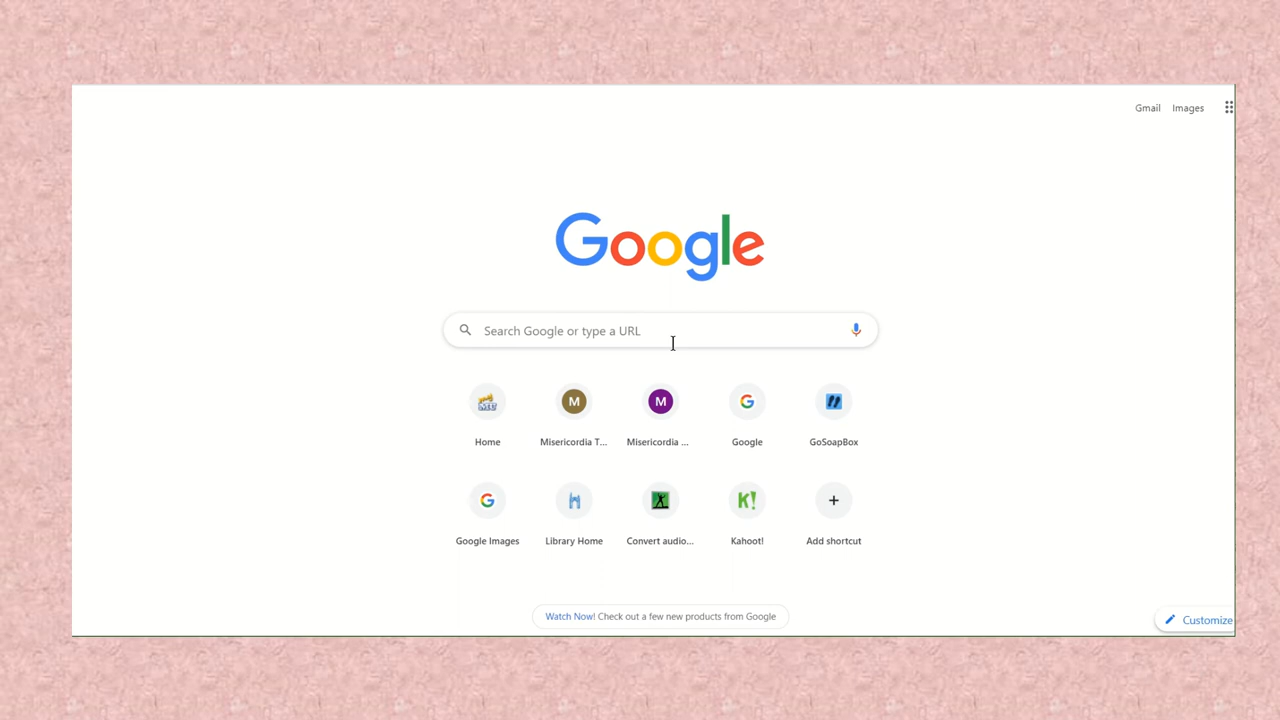 Gmail Images
Google
Search Google or type a URL
M M
Home Misericordia T... Misericordia ... Google GoSoapBox
K!
Google Images Library Home Convert audio... Kahoot! Add shortcut
Watch Now! Check out a few new products from Google
Customize